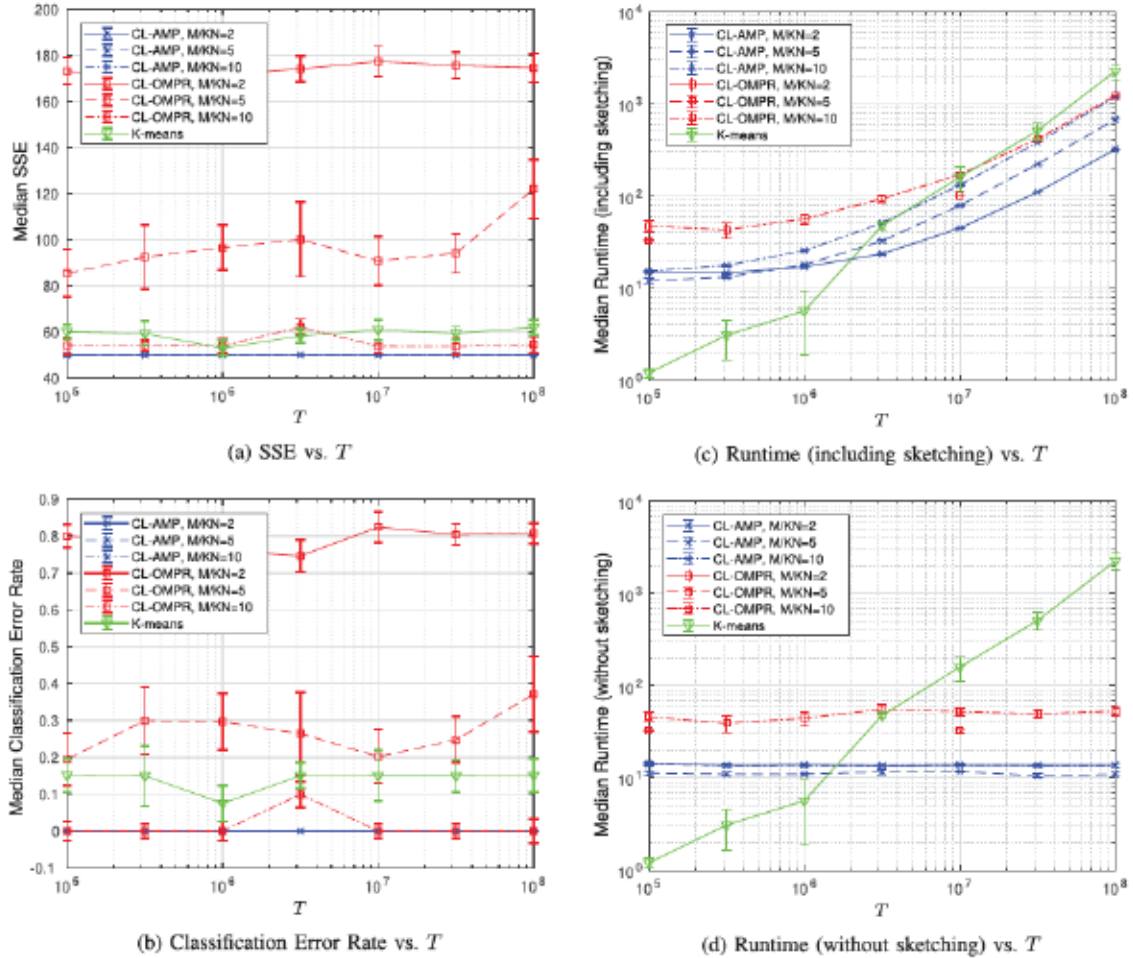 200
180
160
140
120
100
80
60
40
Median SSE
CL-AMP, M/KN=2
CL-AMP, M/KN=5
CL-AMP, M/KN=10
CL-OMPR, M/KN=2
CL-OMPR, M/KN=5
CL-OMPR, M/KN=10
K-means
10^5
10^6
10^7
10^8
T
(a) SSE vs. T
10^4
10^3
10^2
10^1
10^0
Median Runtime (including sketching)
CL-AMP, M/KN=2
CL-AMP, M/KN=5
CL-AMP, M/KN=10
CL-OMPR, M/KN=2
CL-OMPR, M/KN=5
CL-OMPR, M/KN=10
K-means
10^5
10^6
10^7
10^8
T
(c) Runtime (including sketching) vs. T
0.9
0.8
0.7
0.6
0.5
0.4
0.3
0.2
0.1
0
-0.1
Median Classification Error Rate
CL-AMP, M/KN=2
CL-AMP, M/KN=5
CL-AMP, M/KN=10
CL-OMPR, M/KN=2
CL-OMPR, M/KN=5
CL-OMPR, M/KN=10
K-means
10^5
10^6
10^7
10^8
T
(b) Classification Error Rate vs. T
10^4
10^3
10^2
10^1
10^0
Median Runtime (without sketching)
CL-AMP, M/KN=2
CL-AMP, M/KN=5
CL-AMP, M/KN=10
CL-OMPR, M/KN=2
CL-OMPR, M/KN=5
CL-OMPR, M/KN=10
K-means
10^5
10^6
10^7
10^8
T
(d) Runtime (without sketching) vs. T